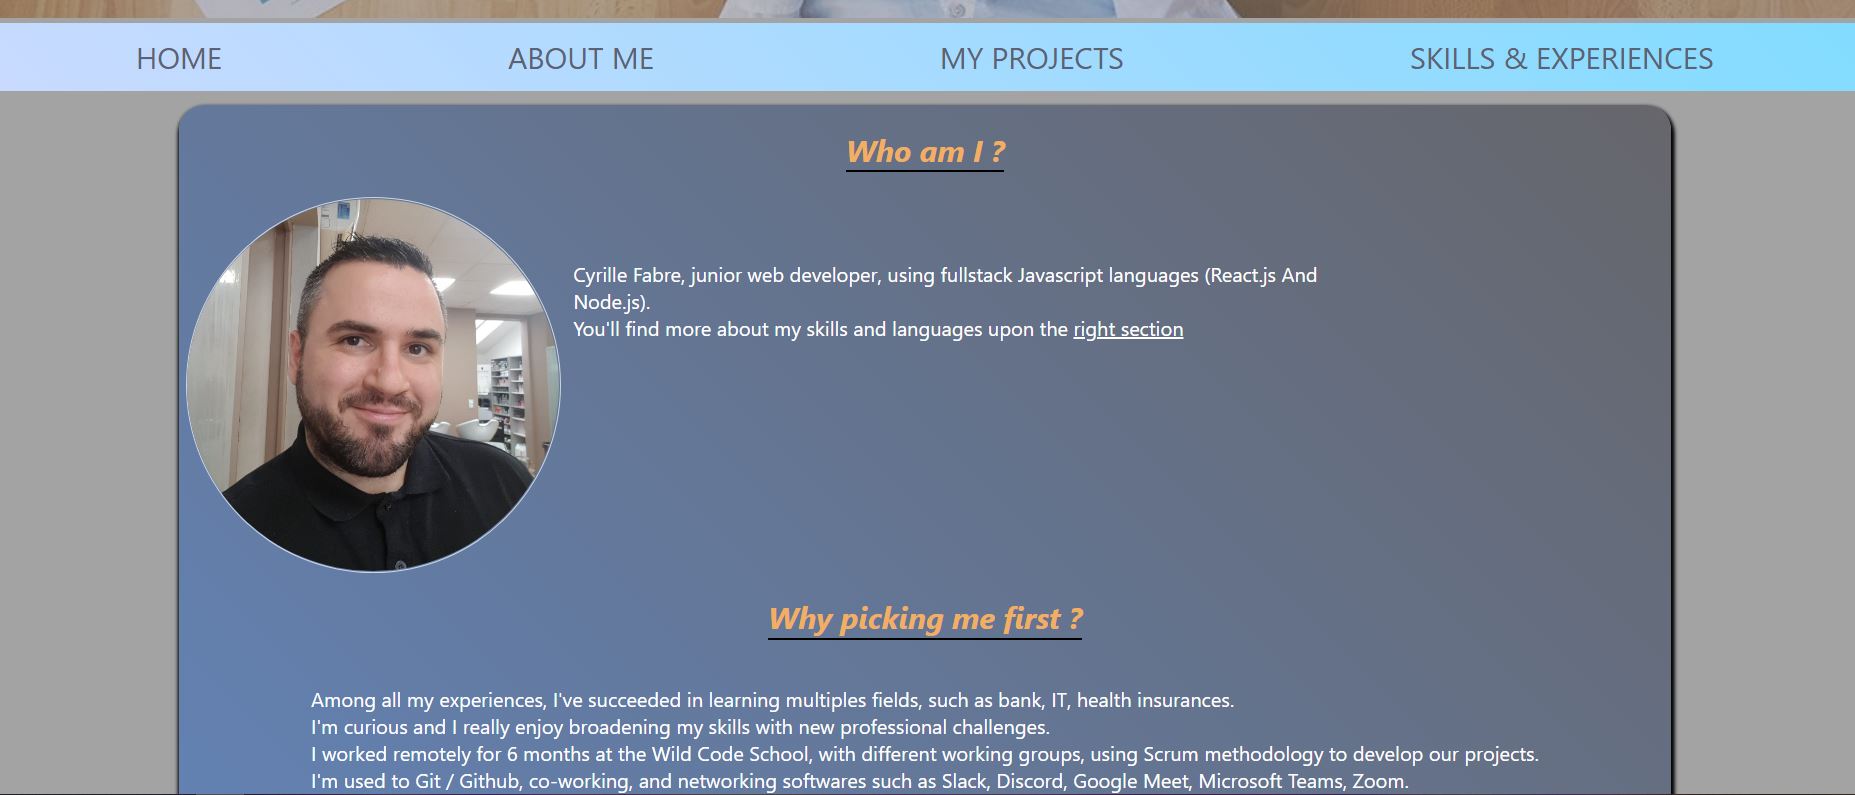 HOME ABOUT ME MY PROJECTS SKILLS & EXPERIENCES
Who am I ?
Cyrille Fabre, junior web developer, using fullstack Javascript languages (React.js And
Node.js).
You'll find more about my skills and languages upon the right section
Why picking me first ?
Among all my experiences, I've succeeded in learning multiples fields, such as bank, IT, health insurances.
I'm curious and I really enjoy broadening my skills with new professional challenges.
I worked remotely for 6 months at the Wild Code School, with different working groups, using Scrum methodology to develop our projects.
I'm used to Git / Github, co-working, and networking softwares such as Slack, Discord, Google Meet, Microsoft Teams, Zoom.